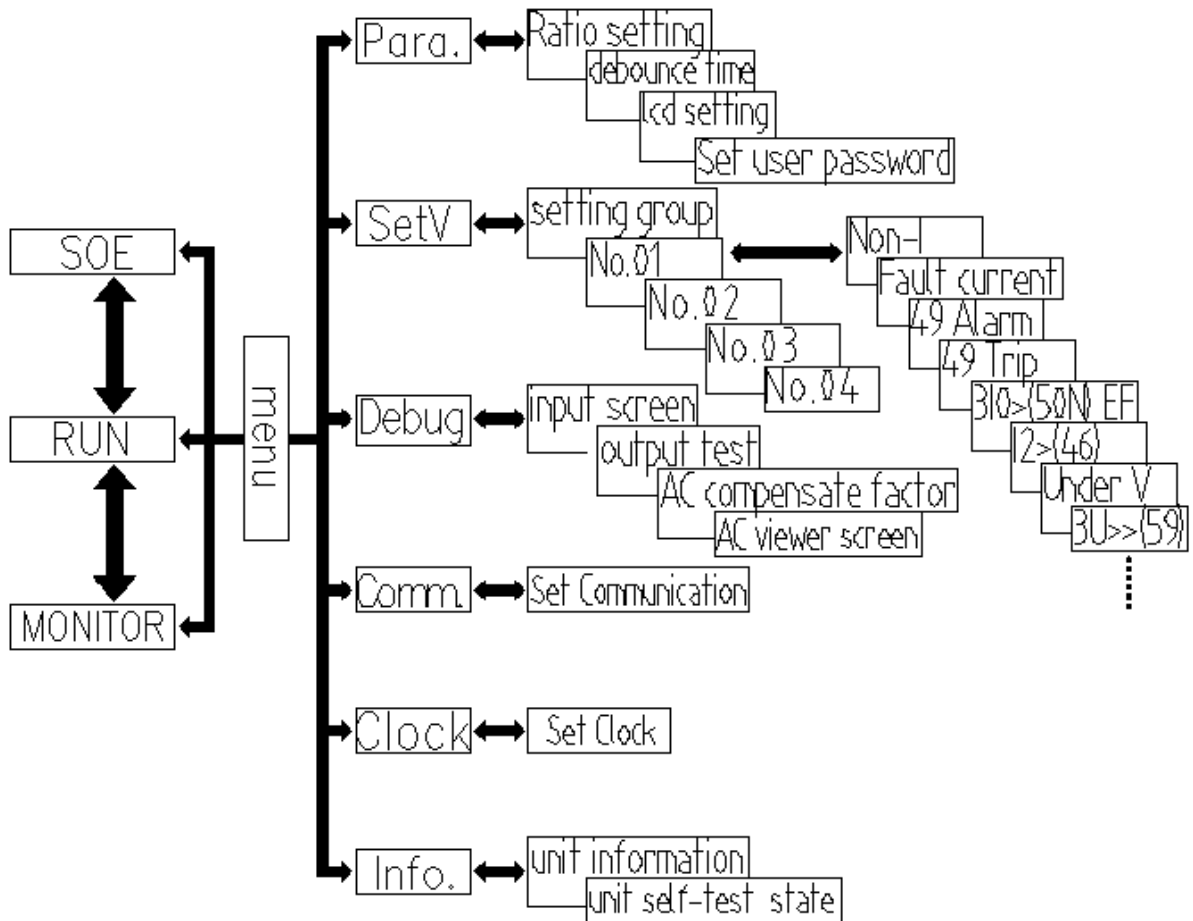 Para.
Ratio setting
debounce time
lcd setting
Set user password
SetV
setting group
No.01
No.02
No.03
No.04
Non-I
Fault current
49 Alarm
49 Trip
3I0>(50N) EF
I2>(46)
Under V
3U>>(59)
SOE
RUN
MONITOR
menu
Debug
input screen
output test
AC compensate factor
AC viewer screen
Comm.
Set Communication
Clock
Set Clock
Info.
unit information
unit self-test state